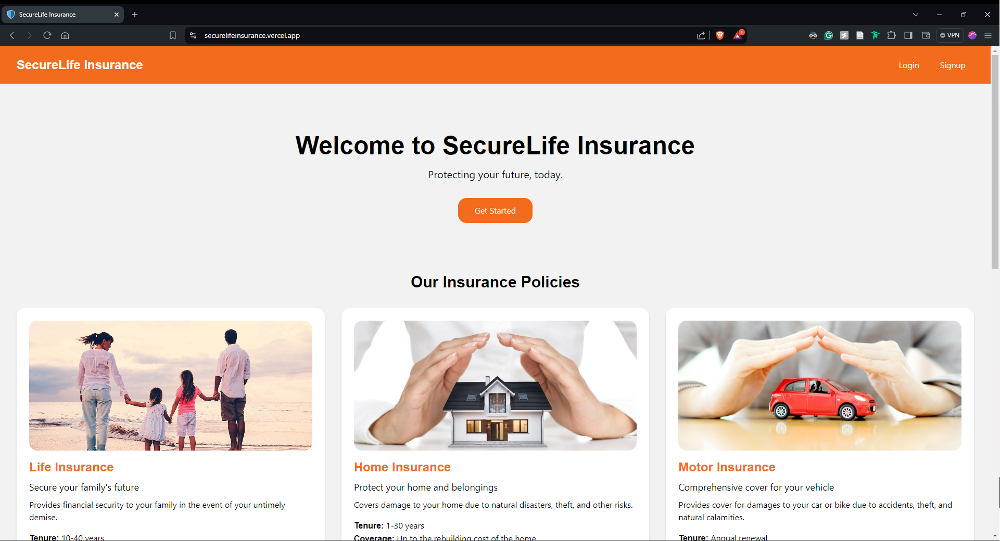 SecureLife Insurance
securelifeinsurance.vercel.app
1
VPN
SecureLife Insurance
Login
Signup
Welcome to SecureLife Insurance
Protecting your future, today.
Get Started
Our Insurance Policies
Life Insurance
Secure your family's future
Provides financial security to your family in the event of your untimely
demise.
Tenure: 10-40 years
Home Insurance
Protect your home and belongings
Covers damage to your home due to natural disasters, theft, and other risks.
Tenure: 1-30 years
Coverage: Up to the rebuilding cost of the home
Motor Insurance
Comprehensive cover for your vehicle
Provides cover for damages to your car or bike due to accidents, theft, and
natural calamities.
Tenure: Annual renewal